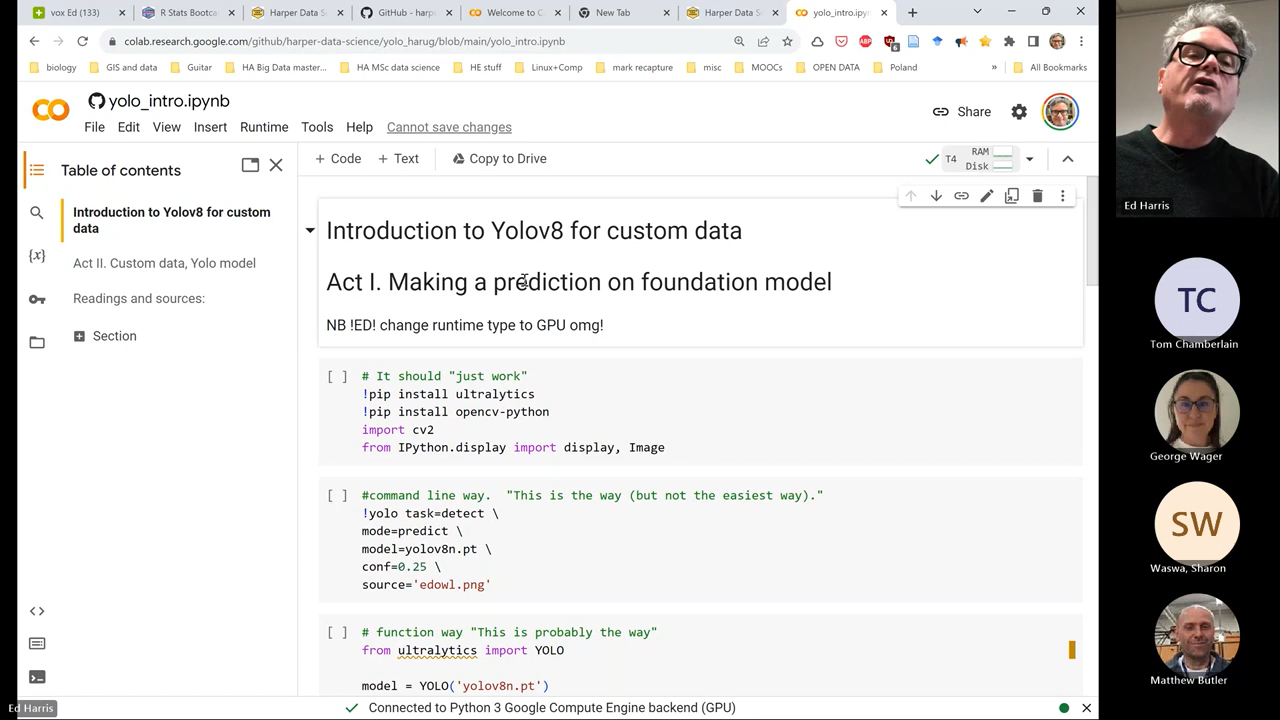 vox Ed (133)
R Stats Bootca
Harper Data S
GitHub - harp
Welcome to C
New Tab
Harper Data S
yolo_intro.ipynb
colab.research.google.com/github/harper-data-science/yolo_harug/blob/main/yolo_intro.ipynb
biology
GIS and data
Guitar
HA Big Data master...
HA MSc data science
HE stuff
Linux+Comp
mark recapture
misc
MOOCs
OPEN DATA
Poland
»
All Bookmarks
yolo_intro.ipynb
Share
File Edit View Insert Runtime Tools Help Cannot save changes
+ Code + Text Copy to Drive
T4 RAM
Disk
Table of contents
Introduction to Yolov8 for custom
data
Act II. Custom data, Yolo model
Readings and sources:
Section
{x}
Introduction to Yolov8 for custom data
Act I. Making a prediction on foundation model
NB !ED! change runtime type to GPU omg!
[ ] # It should "just work"
!pip install ultralytics
!pip install opencv-python
import cv2
from IPython.display import display, Image
[ ] #command line way. "This is the way (but not the easiest way)."
!yolo task=detect \
mode=predict \
model=yolov8n.pt \
conf=0.25 \
source='edowl.png'
[ ] # function way "This is probably the way"
from ultralytics import YOLO
model = YOLO('yolov8n.pt')
Connected to Python 3 Google Compute Engine backend (GPU)
Ed Harris
Ed Harris
TC
Tom Chamberlain
George Wager
SW
Waswa, Sharon
Matthew Butler